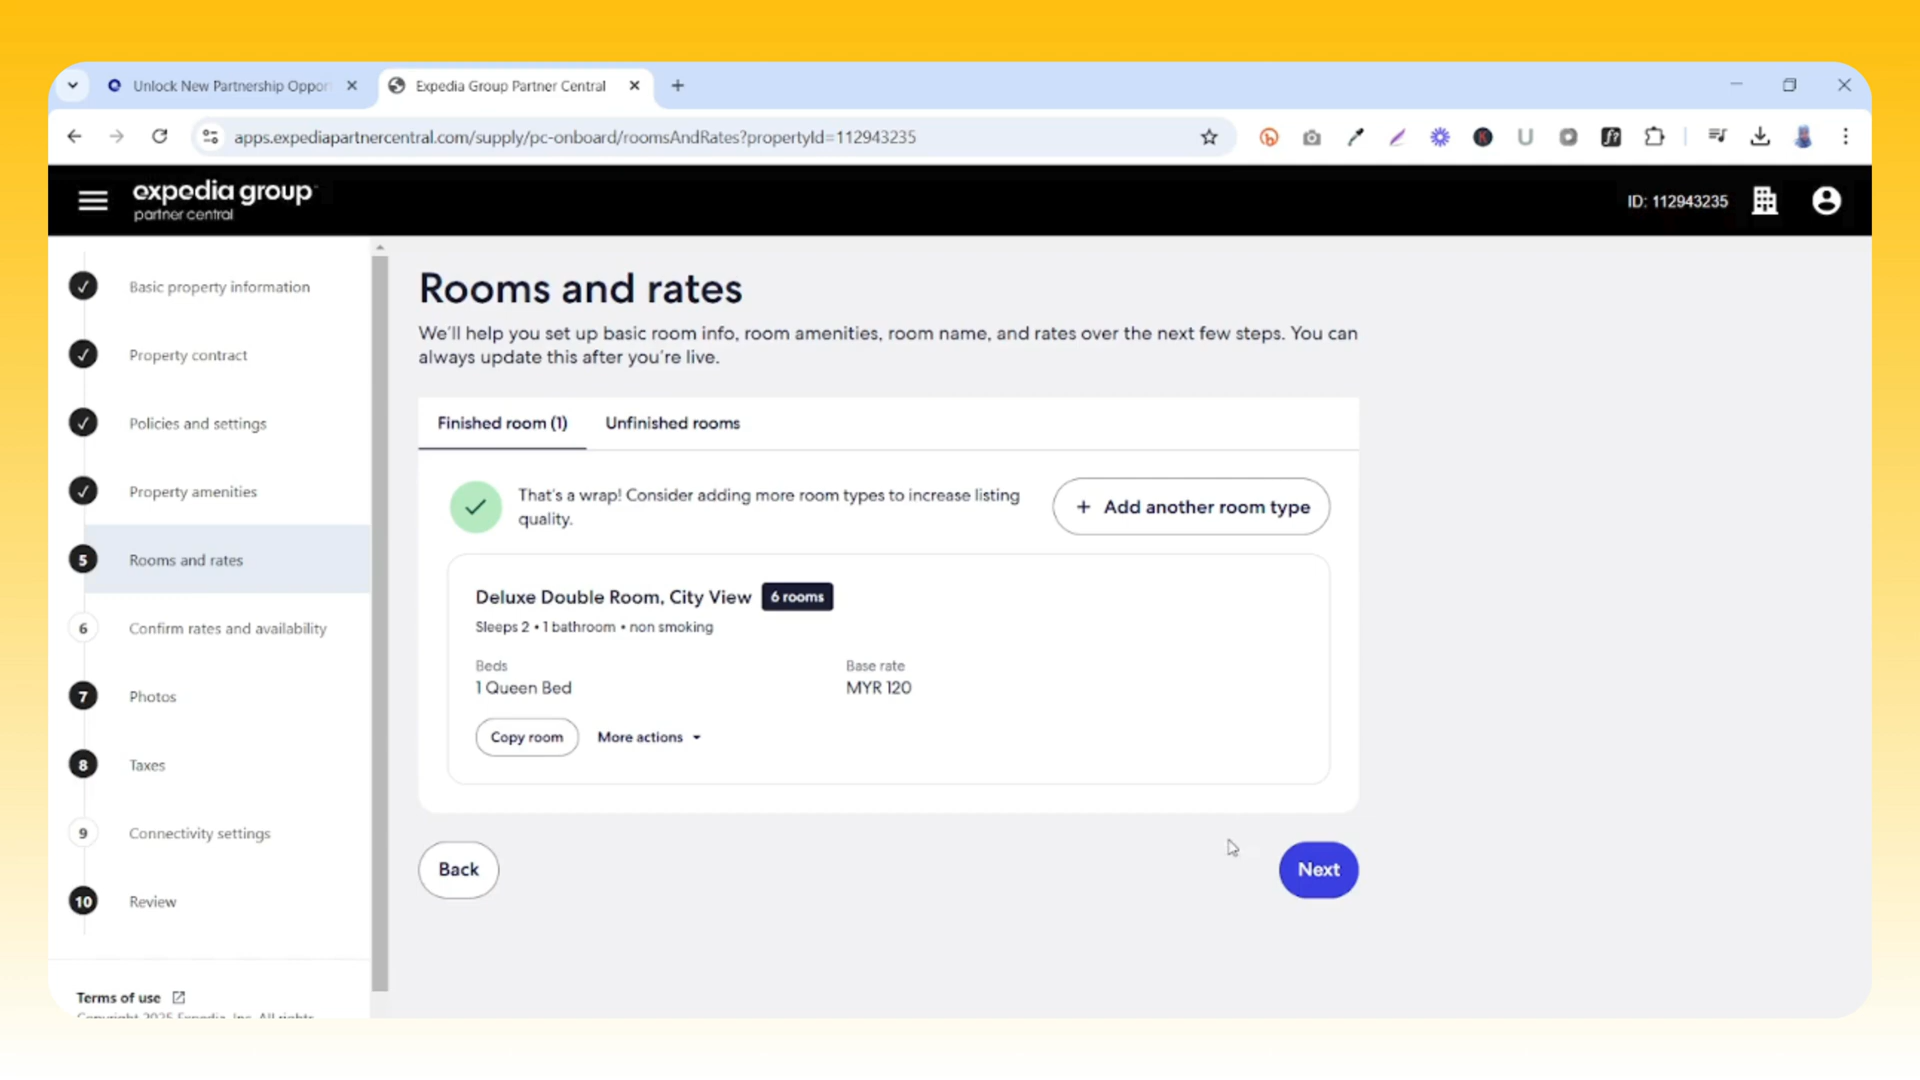 Unlock New Partnership Oppor
Expedia Group Partner Central
apps.expediapartnercentral.com/supply/pc-onboard/roomsAndRates?propertyId=112943235
expedia group
partner central
ID: 112943235
Basic property information
Property contract
Policies and settings
Property amenities
5 Rooms and rates
6 Confirm rates and availability
7 Photos
8 Taxes
9 Connectivity settings
10 Review
Terms of use
Copyright 2025 Expedia, Inc. All rights
Rooms and rates
We'll help you set up basic room info, room amenities, room name, and rates over the next few steps. You can
always update this after you're live.
Finished room (1) Unfinished rooms
That's a wrap! Consider adding more room types to increase listing
quality.
+ Add another room type
Deluxe Double Room, City View 6 rooms
Sleeps 2 • 1 bathroom • non smoking
Beds
1 Queen Bed
Base rate
MYR 120
Copy room More actions
Back
Next